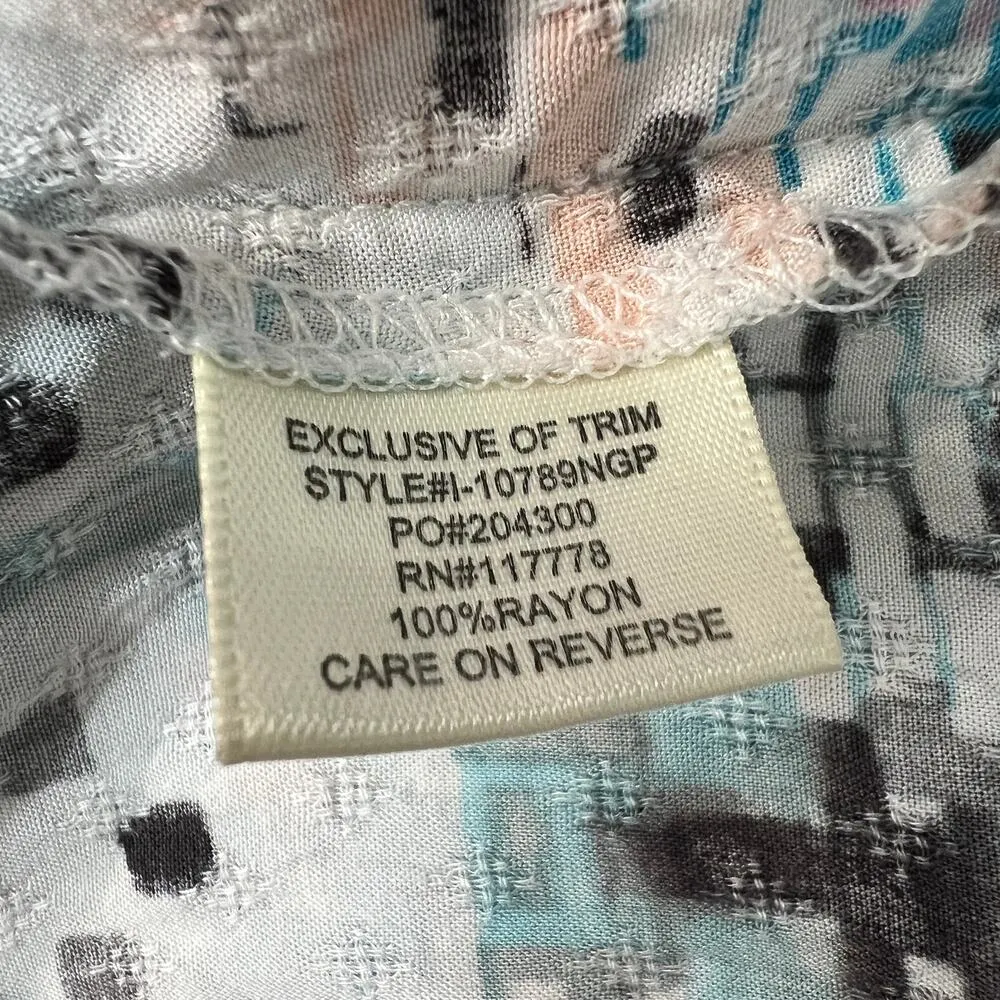 EXCLUSIVE OF TRIM
STYLE#I-10789NGP
PO#204300
RN#117778
100%RAYON
CARE ON REVERSE